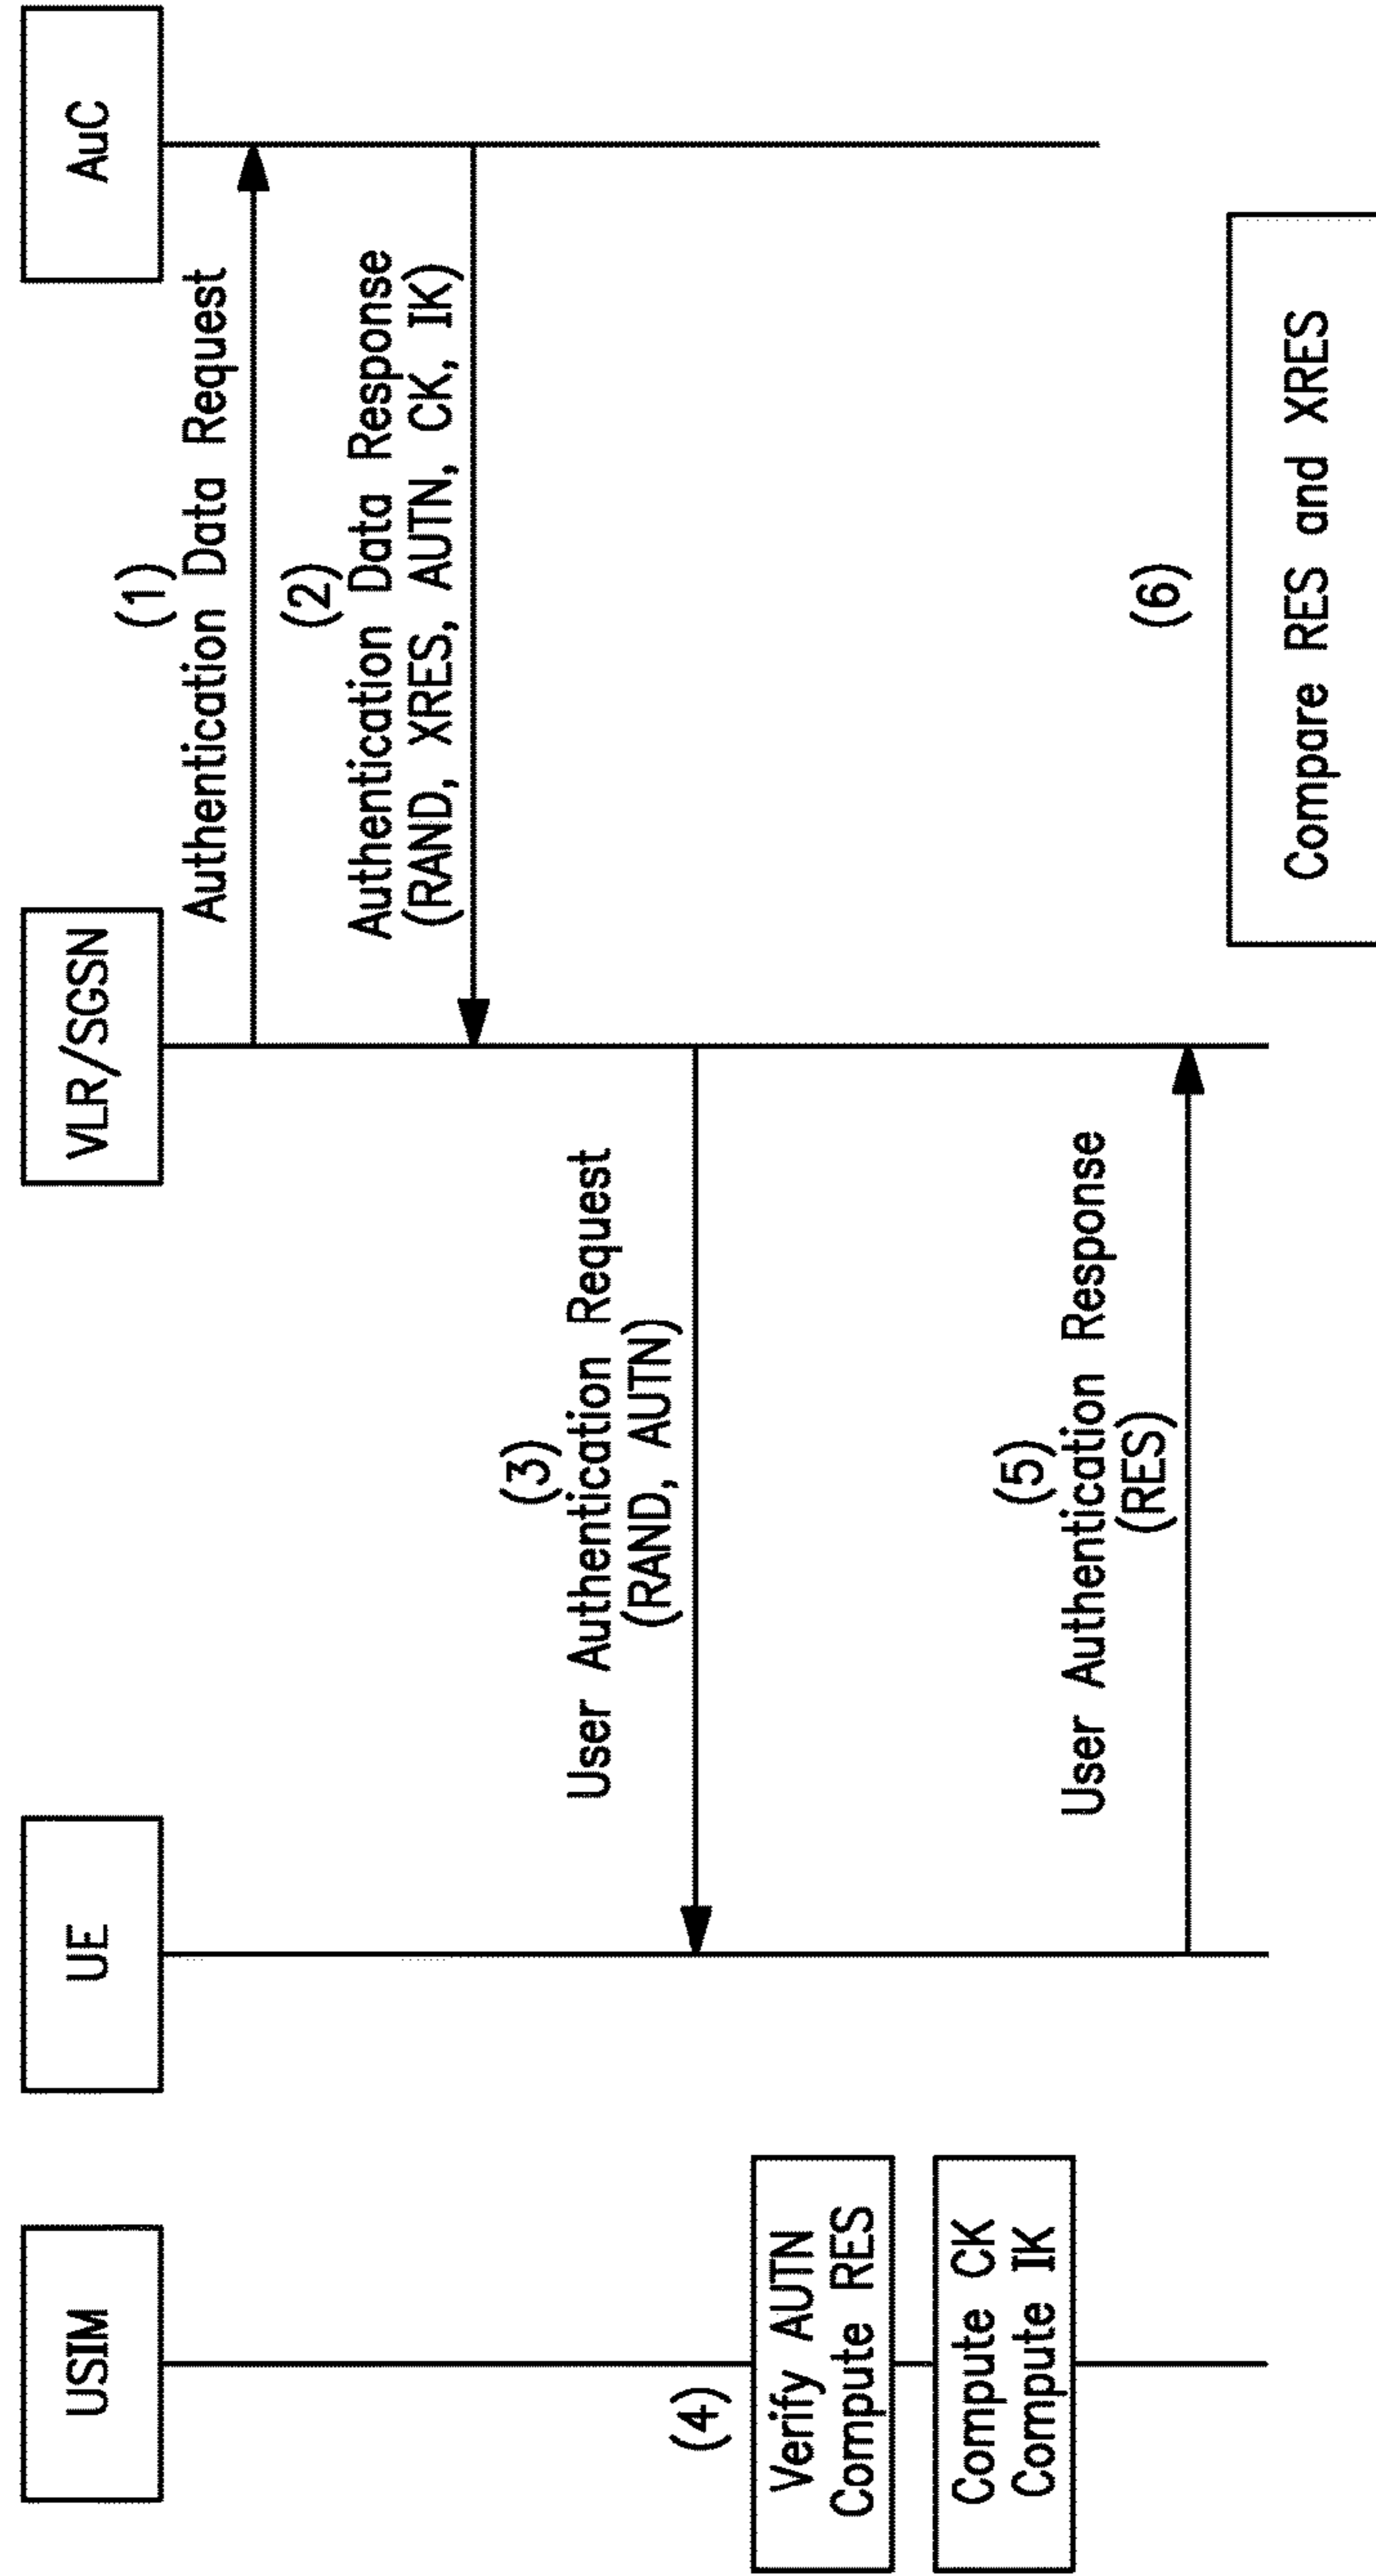 USIM
UE
VLR/SGSN
AuC
(1)
Authentication Data Request
(2)
Authentication Data Response
(RAND, XRES, AUTN, CK, IK)
(3)
User Authentication Request
(RAND, AUTN)
(4)
Verify AUTN
Compute RES
Compute CK
Compute IK
(5)
User Authentication Response
(RES)
(6)
Compare RES and XRES